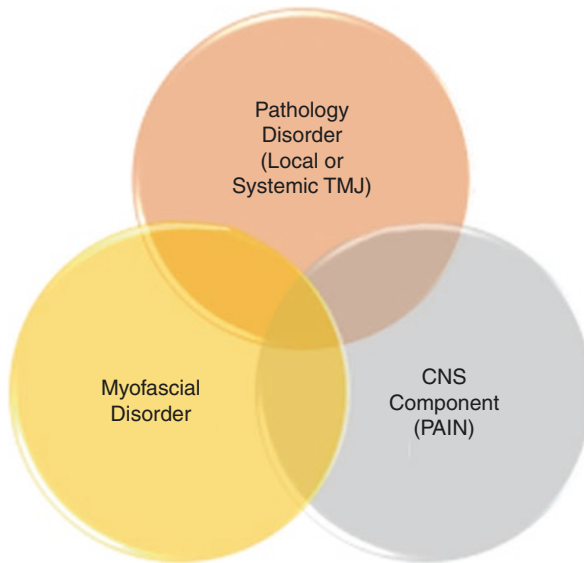 Pathology
Disorder
(Local or
Systemic TMJ)
Myofascial
Disorder
CNS
Component
(PAIN)